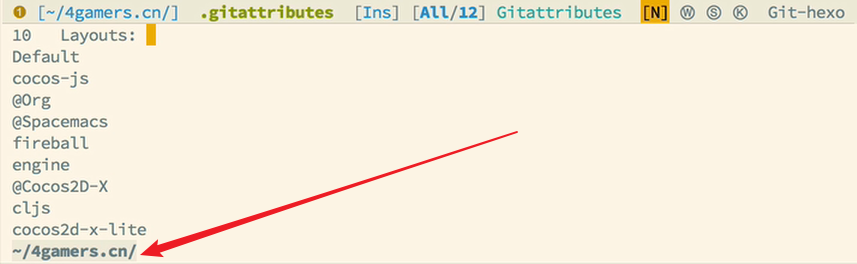 ❶ [~/4gamers.cn/] .gitattributes [Ins] [All/12] Gitattributes [N] Ⓦ Ⓢ Ⓚ Git-hexo
10 Layouts:
Default
cocos-js
@Org
@Spacemacs
fireball
engine
@Cocos2D-X
cljs
cocos2d-x-lite
~/4gamers.cn/